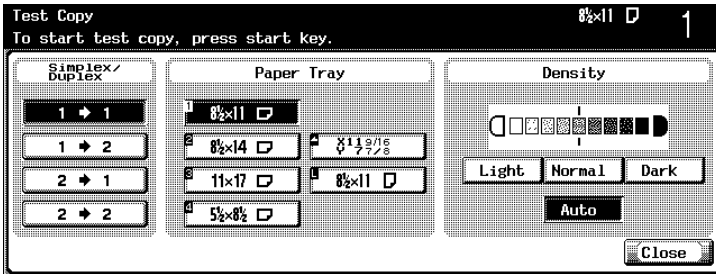 Test Copy
8½×11 1
To start test copy, press start key.
Simplex/
Duplex
1 → 1
1 → 2
2 → 1
2 → 2
Paper Tray
1 8½×11
2 8½×14
X11 9/16
Y 7 7/8
3 11×17
L 8½×11
4 5½×8½
Density
Light Normal Dark
Auto
Close